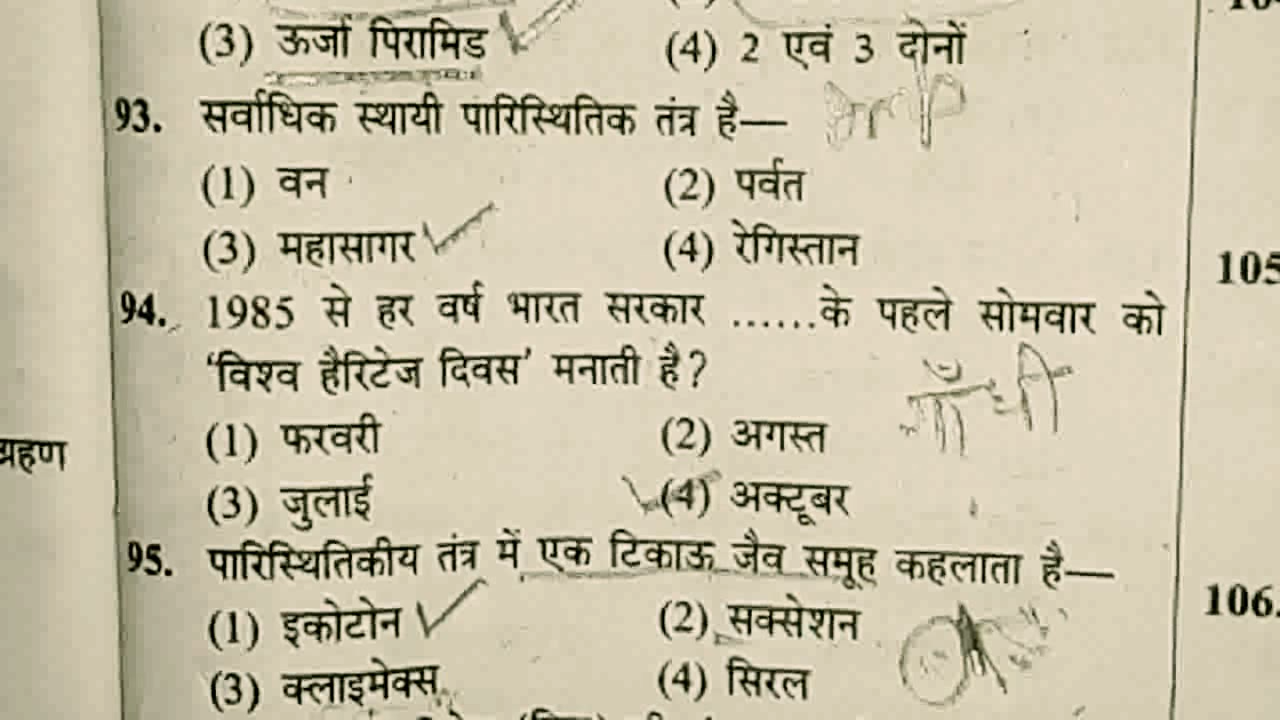 (3) ऊर्जा पिरामिड (4) 2 एवं 3 दोनों
93. सर्वाधिक स्थायी पारिस्थितिक तंत्र है—
(1) वन (2) पर्वत
(3) महासागर (4) रेगिस्तान
105
94. 1985 से हर वर्ष भारत सरकार ......के पहले सोमवार को
'विश्व हैरिटेज दिवस' मनाती है?
गाँधी
(1) फरवरी (2) अगस्त
ग्रहण
(3) जुलाई (4) अक्टूबर
95. पारिस्थितिकीय तंत्र में एक टिकाऊ जैव समूह कहलाता है—
106.
(1) इकोटोन (2) सक्सेशन
(3) क्लाइमेक्स (4) सिरल